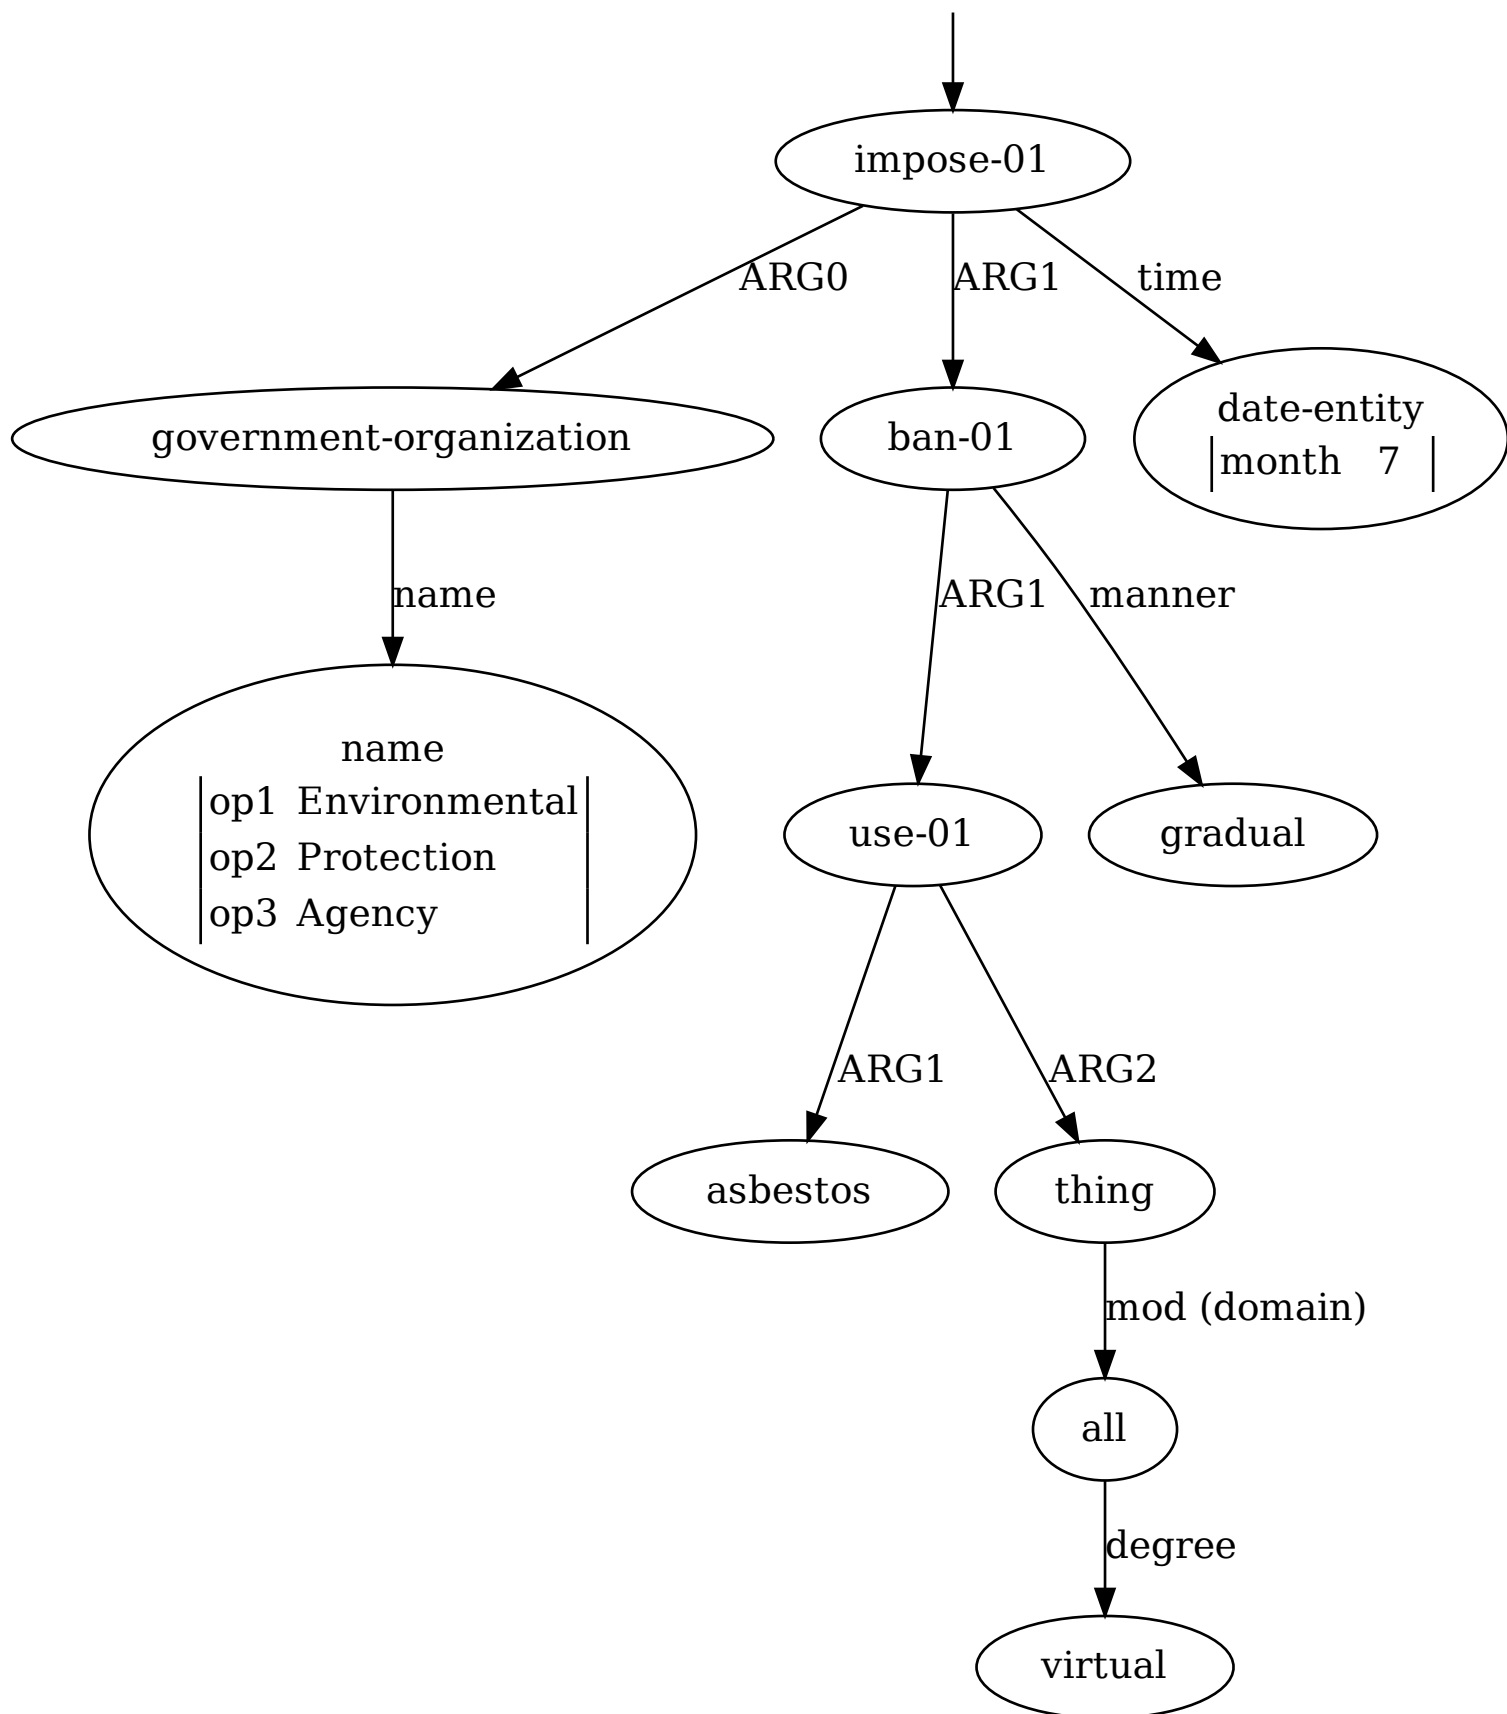 impose-01
ARG0 ARG1 time
government-organization ban-01 date-entity
month 7
name ARG1 manner
name
op1 Environmental
op2 Protection
op3 Agency
use-01 gradual
ARG1 ARG2
asbestos thing
mod (domain)
all
degree
virtual